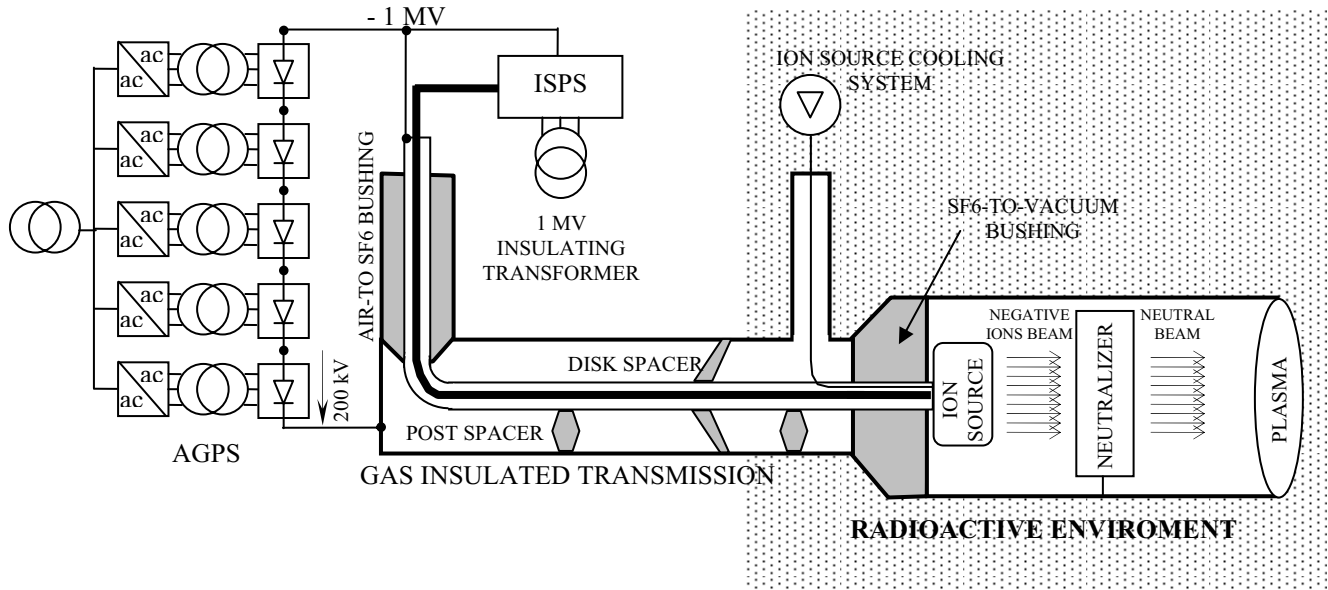 - 1 MV
ac
ac
ac
ac
ac
ac
ac
ac
ac
ac
200 kV
AGPS
AIR-TO SF6 BUSHING
ISPS
1 MV
INSULATING
TRANSFORMER
ION SOURCE COOLING
SYSTEM
SF6-TO-VACUUM
BUSHING
DISK SPACER
POST SPACER
GAS INSULATED TRANSMISSION
NEGATIVE
IONS BEAM
NEUTRAL
BEAM
ION
SOURCE
NEUTRALIZER
PLASMA
RADIOACTIVE ENVIROMENT